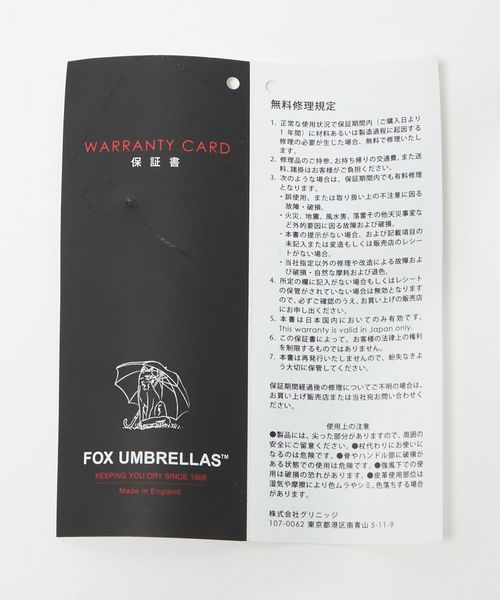 WARRANTY CARD
保証書
FOX UMBRELLAS™
KEEPING YOU DRY SINCE 1868
Made in England
無料修理規定
1. 正常な使用状況で保証期間内（ご購入日より
1 年間）に材料あるいは製造過程に起因する
修理の必要が生じた場合、無料で修理いたし
ます。
2. 修理品のご持参、お持ち帰りの交通費、また送
料、諸掛はお客様がご負担ください。
3. 次のような場合は、保証期間内でも有料修理
となります。
・誤使用、または取り扱い上の不注意に因る
故障・破損。
・火災、地震、風水害、落雷その他天災事変な
ど外的要因に因る故障および破損。
・本書の提示がない場合、および記載項目の
未記入または変造もしくは販売店のレシー
トがない場合。
・当社指定以外の修理や改造による故障およ
び破損・自然な摩耗および退色。
4. 所定の欄に記入がない場合もしくはレシート
の保管がされていない場合は無効となります
ので、必ずご確認のうえ、お買い上げの販売店
にお申し出ください。
5. 本書は日本国内においてのみ有効です。
This warranty is valid in Japan only.
6. この保証書によって、お客様の法律上の権利
を制限するものではありません。
7. 本書は再発行いたしませんので、紛失なきよ
う大切に保管してください。
保証期間経過後の修理についてご不明の場合は、
お買い上げ販売店または当社宛お問い合わせく
ださい。
使用上の注意
●製品には、尖った部分がありますので、周囲の
安全にご留意ください。●杖代わりにお使いに
なるのは危険です。●骨やハンドル部に破損が
ある状態での使用は危険です。●強風下での使
用は破損の恐れがあります。●皮革使用部位は
湿気や摩擦により色ムラやシミ、色落ちする場合
があります。
株式会社グリニッジ
107-0062 東京都港区南青山 5-11-9